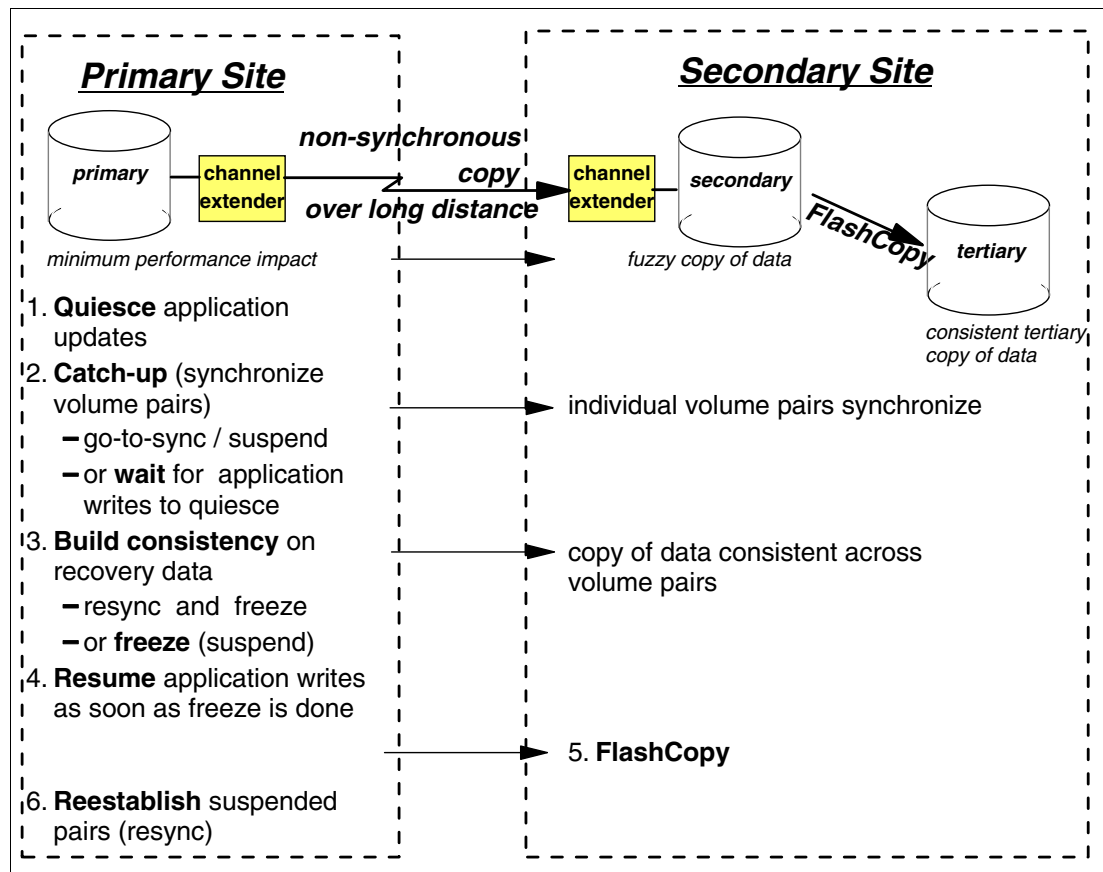 Primary Site
Secondary Site
primary
channel
extender
non-synchronous
copy
over long distance
channel
extender
secondary
FlashCopy
tertiary
minimum performance impact
fuzzy copy of data
consistent tertiary
copy of data
1. Quiesce application
updates
2. Catch-up (synchronize
volume pairs)
– go-to-sync / suspend
– or wait for application
writes to quiesce
individual volume pairs synchronize
3. Build consistency on
recovery data
– resync and freeze
– or freeze (suspend)
copy of data consistent across
volume pairs
4. Resume application writes
as soon as freeze is done
5. FlashCopy
6. Reestablish suspended
pairs (resync)